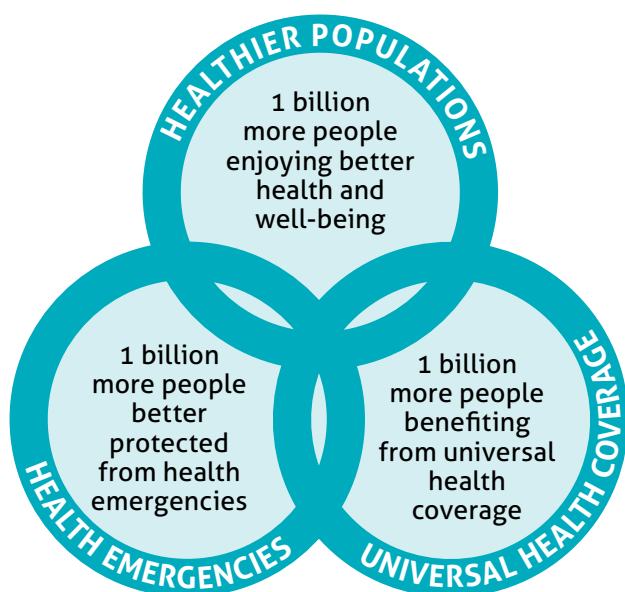 HEALTHIER POPULATIONS
1 billion
more people
enjoying better
health and
well-being
1 billion
more people
better
protected
from health
emergencies
HEALTH EMERGENCIES
1 billion
more people
benefiting
from universal
health
coverage
UNIVERSAL HEALTH COVERAGE